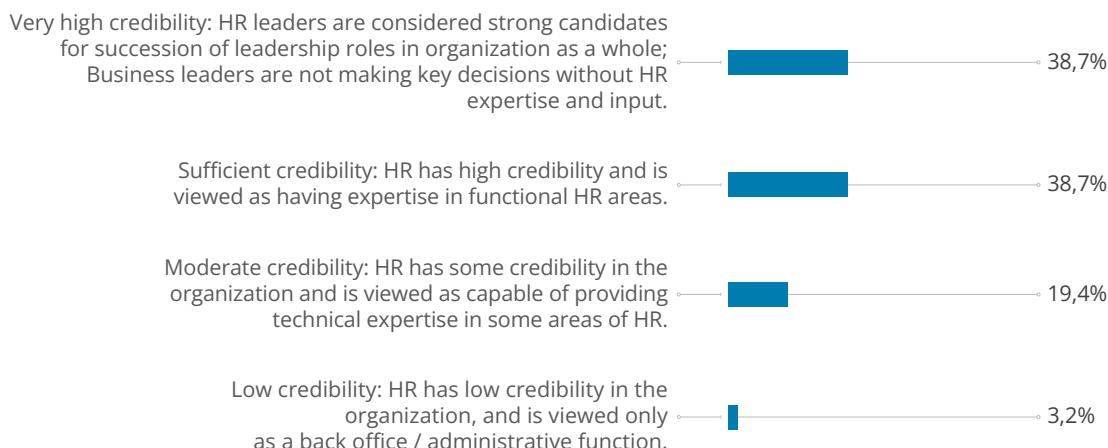 Very high credibility: HR leaders are considered strong candidates
for succession of leadership roles in organization as a whole;
Business leaders are not making key decisions without HR
expertise and input.
38,7%
Sufficient credibility: HR has high credibility and is
viewed as having expertise in functional HR areas.
38,7%
Moderate credibility: HR has some credibility in the
organization and is viewed as capable of providing
technical expertise in some areas of HR.
19,4%
Low credibility: HR has low credibility in the
organization, and is viewed only
as a back office / administrative function.
3,2%